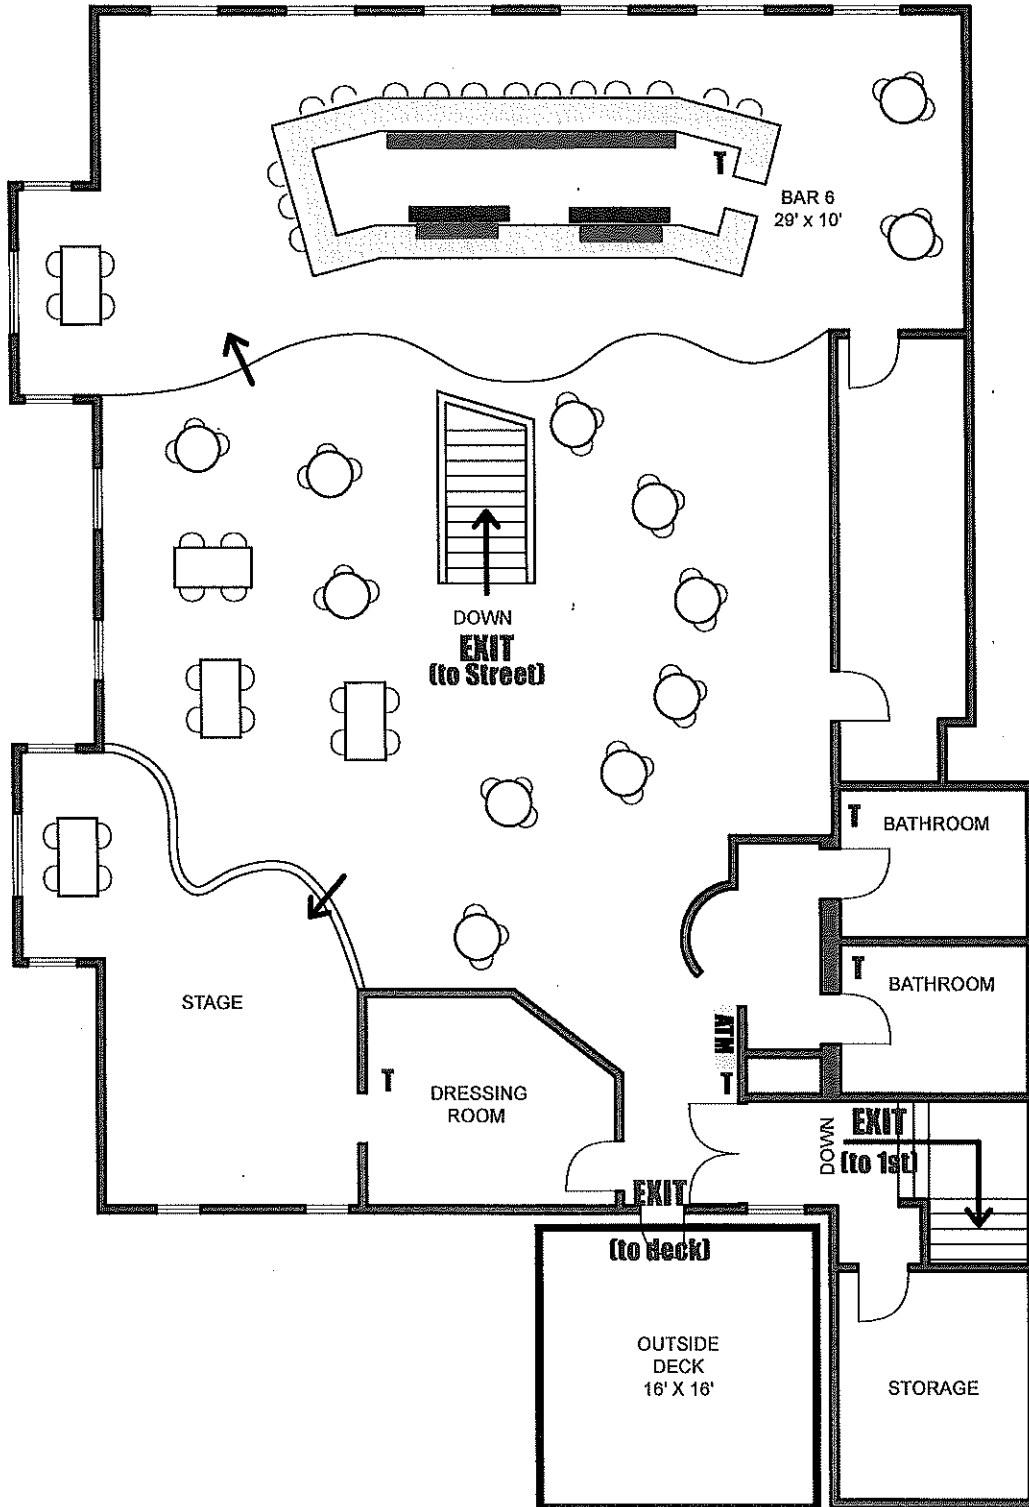 T
BAR 6
29' x 10'
DOWN
EXIT
(to Street)
T
BATHROOM
T
BATHROOM
STAGE
ATM
T
T
DRESSING
ROOM
DOWN
EXIT
(to 1st)
EXIT
(to deck)
OUTSIDE
DECK
16' X 16'
STORAGE